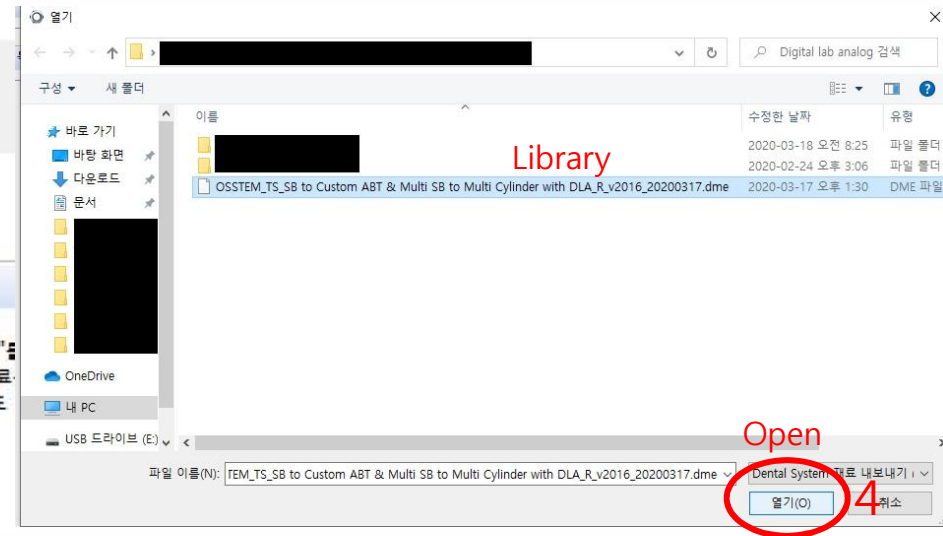 열기
Digital lab analog 검색
구성
새 폴더
이름
수정한 날짜
유형
바로 가기
바탕 화면
다운로드
문서
Library
2020-03-18 오전 8:25
파일 폴더
2020-02-24 오후 3:06
파일 폴더
OSSTEM_TS_SB to Custom ABT & Multi SB to Multi Cylinder with DLA_R_v2016_20200317.dme
2020-03-17 오후 1:30
DME 파일
OneDrive
내 PC
USB 드라이브 (E:)
Open
파일 이름(N):
TEM_TS_SB to Custom ABT & Multi SB to Multi Cylinder with DLA_R_v2016_20200317.dme
Dental System 재료 내보내기
열기(O)
4
취소